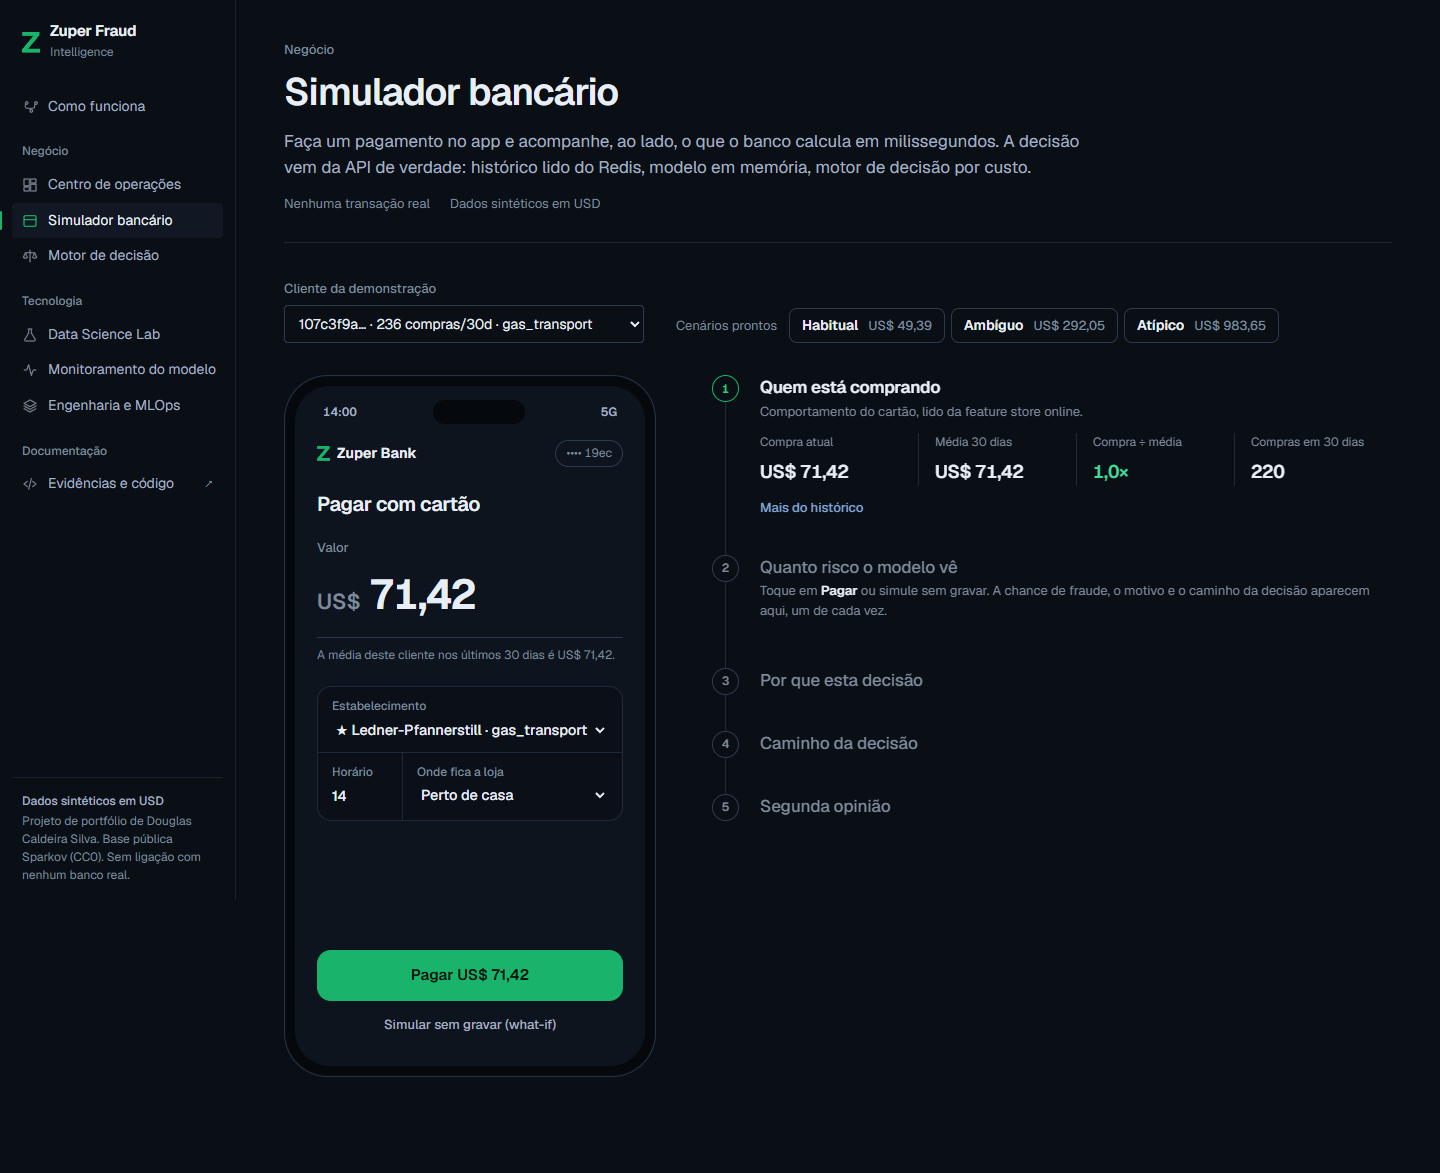 Zuper Fraud
Intelligence
Como funciona
Negócio
Centro de operações
Simulador bancário
Motor de decisão
Tecnologia
Data Science Lab
Monitoramento do modelo
Engenharia e MLOps
Documentação
Evidências e código ↗
Dados sintéticos em USD
Projeto de portfólio de Douglas
Caldeira Silva. Base pública
Sparkov (CC0). Sem ligação com
nenhum banco real.
Negócio
Simulador bancário
Faça um pagamento no app e acompanhe, ao lado, o que o banco calcula em milissegundos. A decisão
vem da API de verdade: histórico lido do Redis, modelo em memória, motor de decisão por custo.
Nenhuma transação real Dados sintéticos em USD
Cliente da demonstração
107c3f9a… · 236 compras/30d · gas_transport
Cenários prontos Habitual US$ 49,39 Ambíguo US$ 292,05 Atípico US$ 983,65
14:00 5G
Zuper Bank •••• 19ec
Pagar com cartão
Valor
US$ 71,42
A média deste cliente nos últimos 30 dias é US$ 71,42.
Estabelecimento
★ Ledner-Pfannerstill · gas_transport
Horário Onde fica a loja
14 Perto de casa
Pagar US$ 71,42
Simular sem gravar (what-if)
1 Quem está comprando
Comportamento do cartão, lido da feature store online.
Compra atual Média 30 dias Compra ÷ média Compras em 30 dias
US$ 71,42 US$ 71,42 1,0× 220
Mais do histórico
2 Quanto risco o modelo vê
Toque em Pagar ou simule sem gravar. A chance de fraude, o motivo e o caminho da decisão aparecem
aqui, um de cada vez.
3 Por que esta decisão
4 Caminho da decisão
5 Segunda opinião